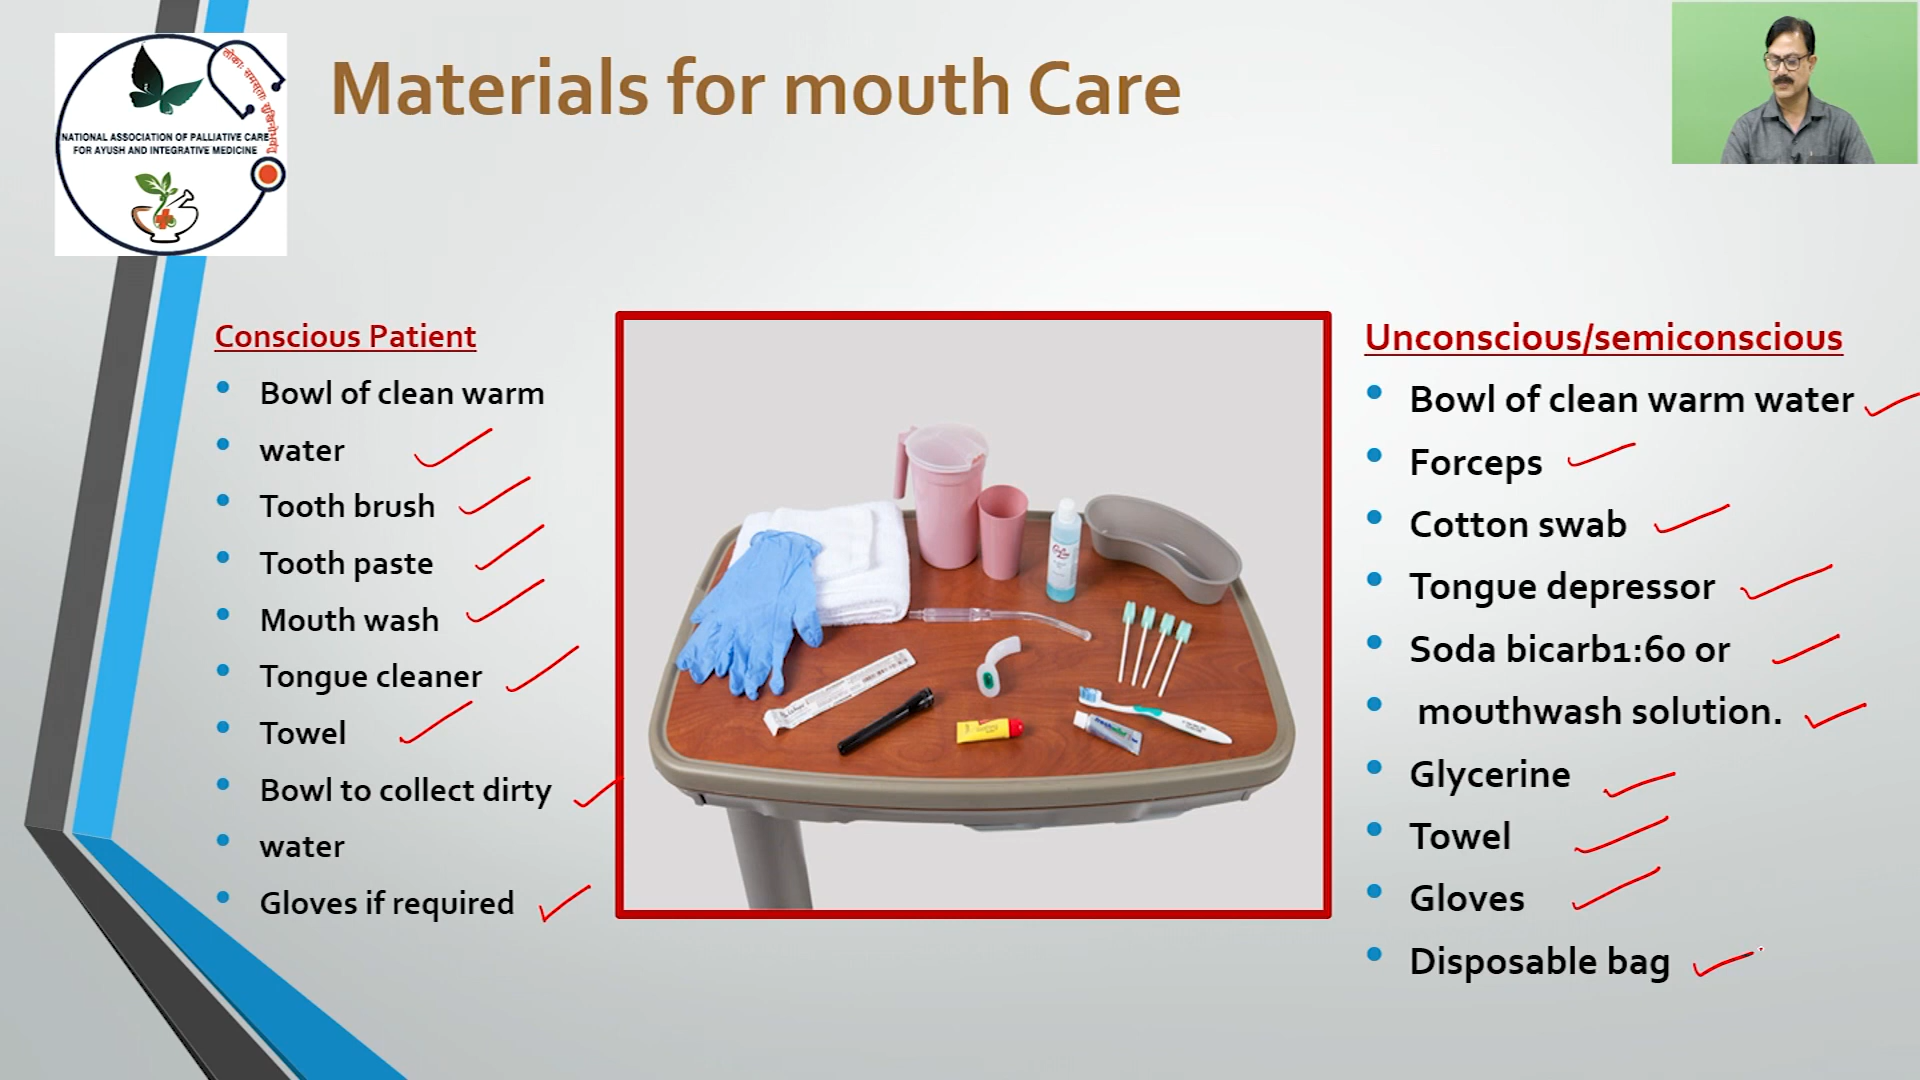 NATIONAL ASSOCIATION OF PALLIATIVE CARE
FOR AYUSH AND INTEGRATIVE MEDICINE
Materials for mouth Care
Conscious Patient
• Bowl of clean warm
• water
• Tooth brush
• Tooth paste
• Mouth wash
• Tongue cleaner
• Towel
• Bowl to collect dirty
• water
• Gloves if required
Unconscious/semiconscious
• Bowl of clean warm water
• Forceps
• Cotton swab
• Tongue depressor
• Soda bicarb1:60 or
• mouthwash solution.
• Glycerine
• Towel
• Gloves
• Disposable bag